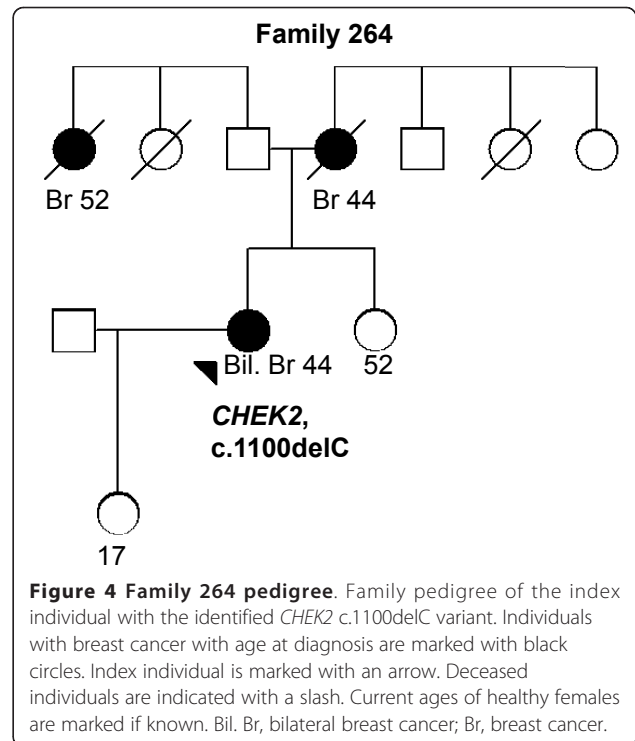 Family 264
Br 52
Br 44
Bil. Br 44
52
CHEK2,
c.1100delC
17
Figure 4 Family 264 pedigree. Family pedigree of the index
individual with the identified CHEK2 c.1100delC variant. Individuals
with breast cancer with age at diagnosis are marked with black
circles. Index individual is marked with an arrow. Deceased
individuals are indicated with a slash. Current ages of healthy females
are marked if known. Bil. Br, bilateral breast cancer; Br, breast cancer.